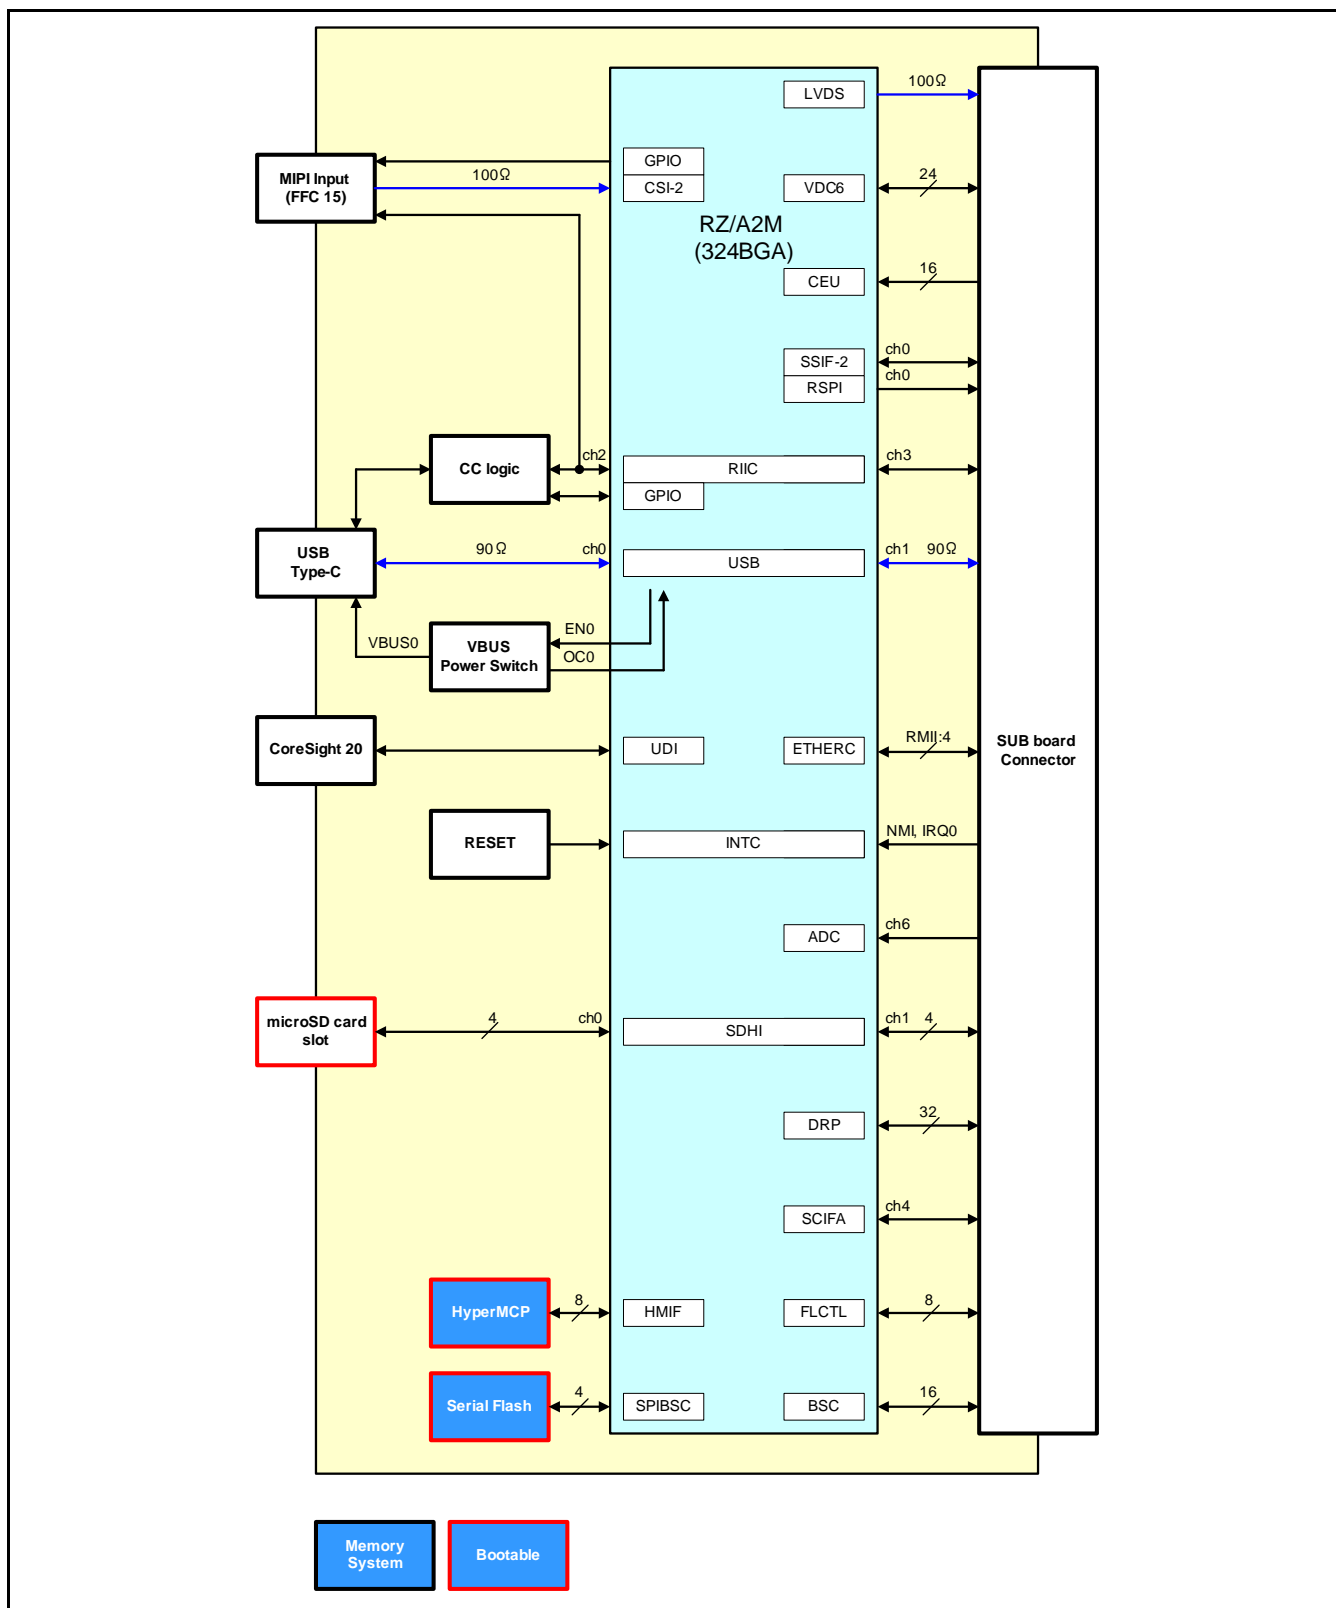 LVDS
100Ω
MIPI Input
(FFC 15)
GPIO
100Ω
CSI-2
VDC6
24
RZ/A2M
(324BGA)
CEU
16
SSIF-2
ch0
RSPI
ch0
CC logic
ch2
RIIC
ch3
GPIO
USB
Type-C
90Ω
ch0
USB
ch1
90Ω
VBUS0
VBUS
Power Switch
EN0
OC0
CoreSight 20
UDI
ETHERC
RMII:4
SUB board
Connector
RESET
INTC
NMI, IRQ0
ADC
ch6
microSD card
slot
4
ch0
SDHI
ch1
4
DRP
32
SCIFA
ch4
HyperMCP
8
HMIF
FLCTL
8
Serial Flash
4
SPIBSC
BSC
16
Memory
System
Bootable